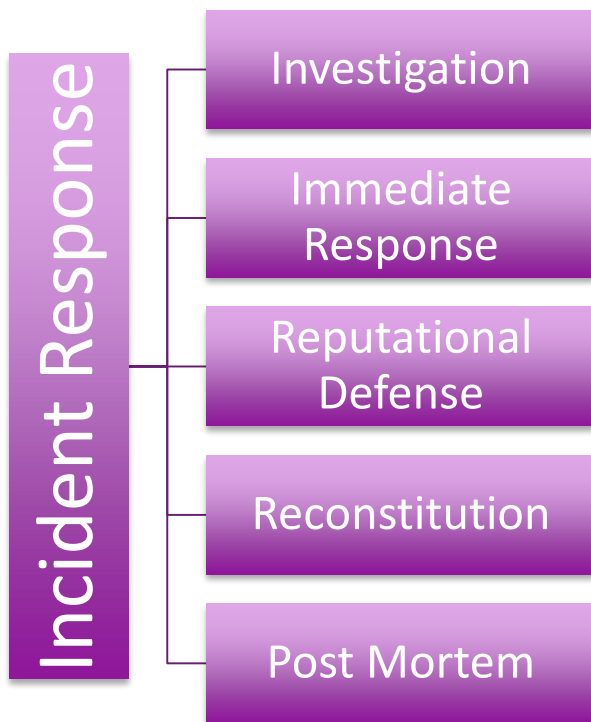 Incident Response
Investigation
Immediate
Response
Reputational
Defense
Reconstitution
Post Mortem